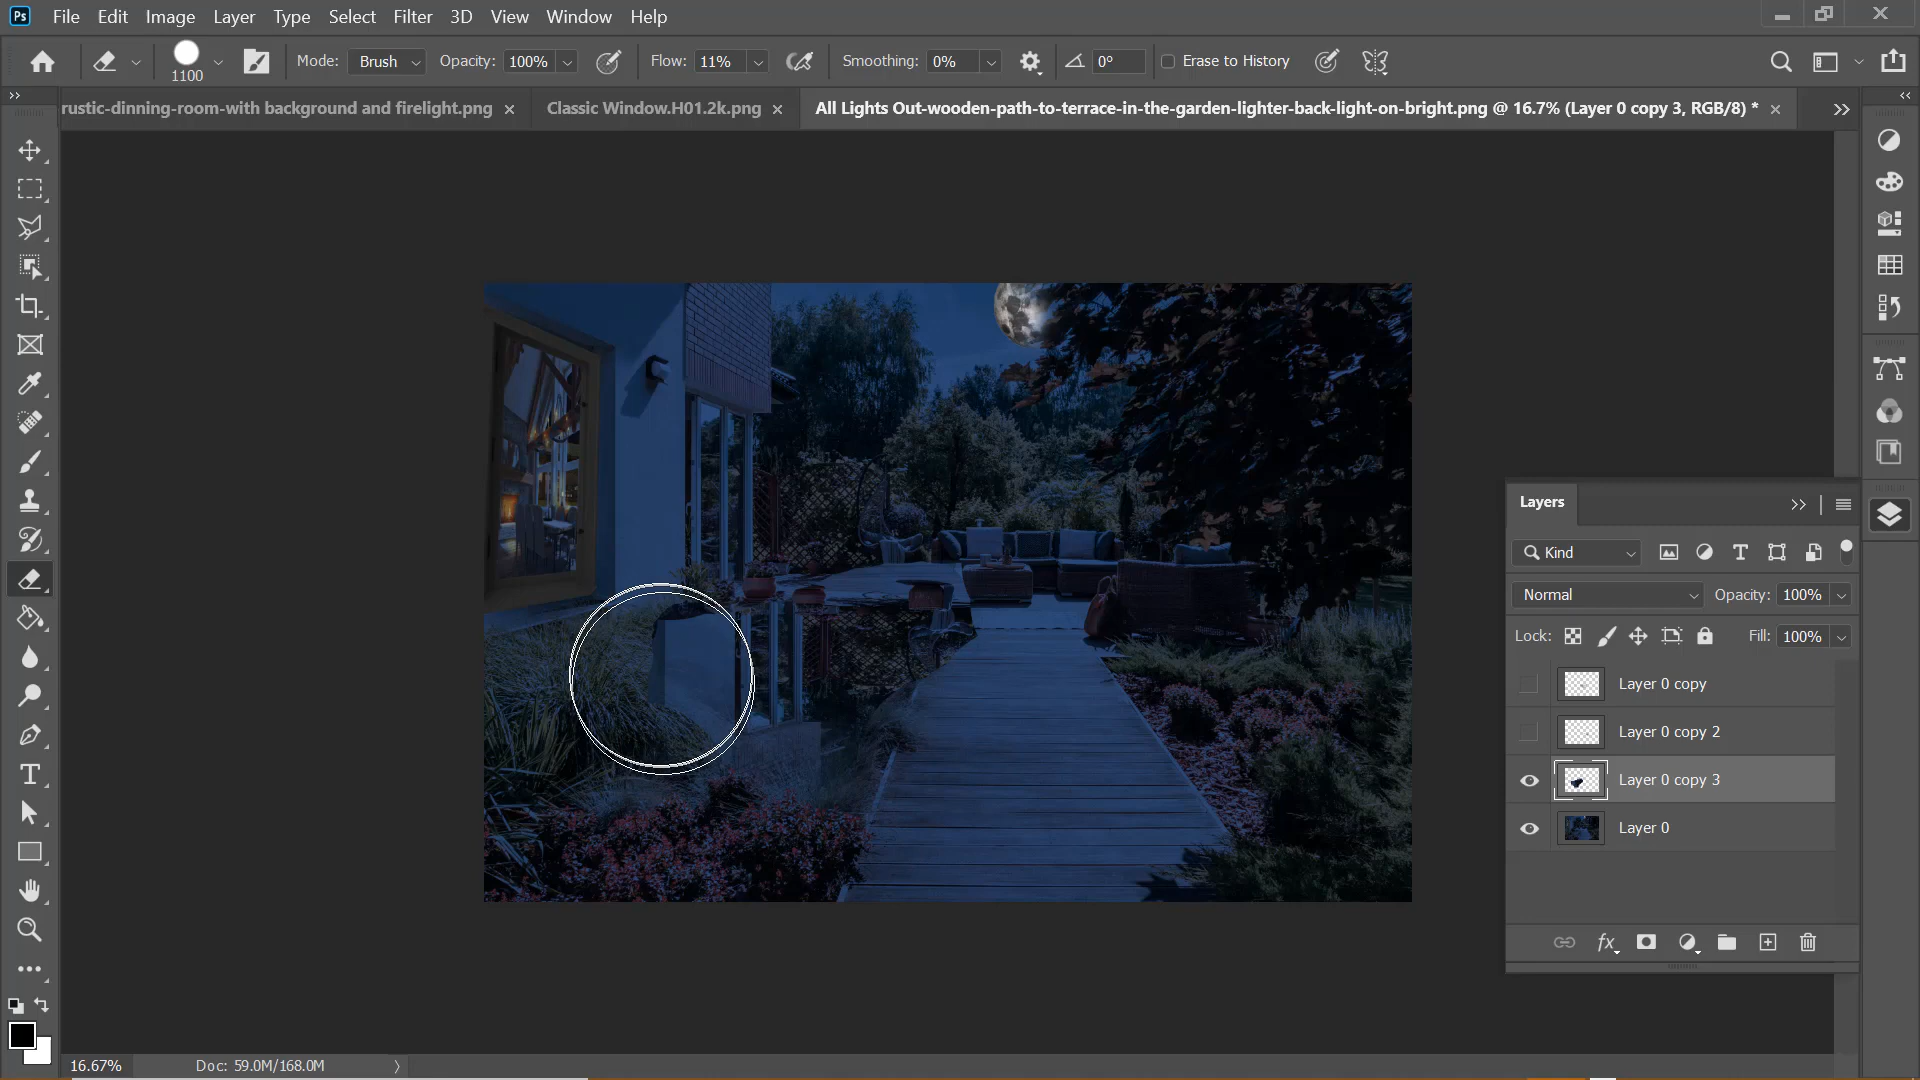 Ps File Edit Image Layer Type Select Filter 3D View Window Help
1100 Mode: Brush Opacity: 100% Flow: 11% Smoothing: 0% 0° Erase to History
rustic-dinning-room-with background and firelight.png Classic Window.H01.2k.png All Lights Out-wooden-path-to-terrace-in-the-garden-lighter-back-light-on-bright.png @ 16.7% (Layer 0 copy 3, RGB/8) *
Layers
Kind
Normal Opacity: 100%
Lock: Fill: 100%
Layer 0 copy
Layer 0 copy 2
Layer 0 copy 3
Layer 0
fx
16.67% Doc: 59.0M/168.0M